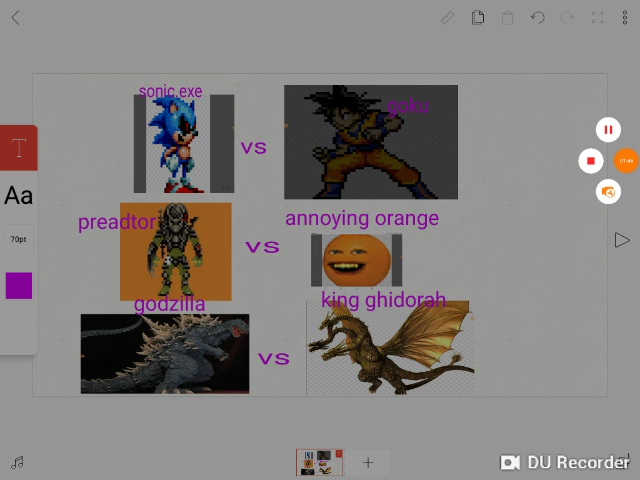 sonic.exe
goku
vs
preadtor
annoying orange
vs
godzilla
king ghidorah
vs
T
Aa
70pt
01:46
DU Recorder